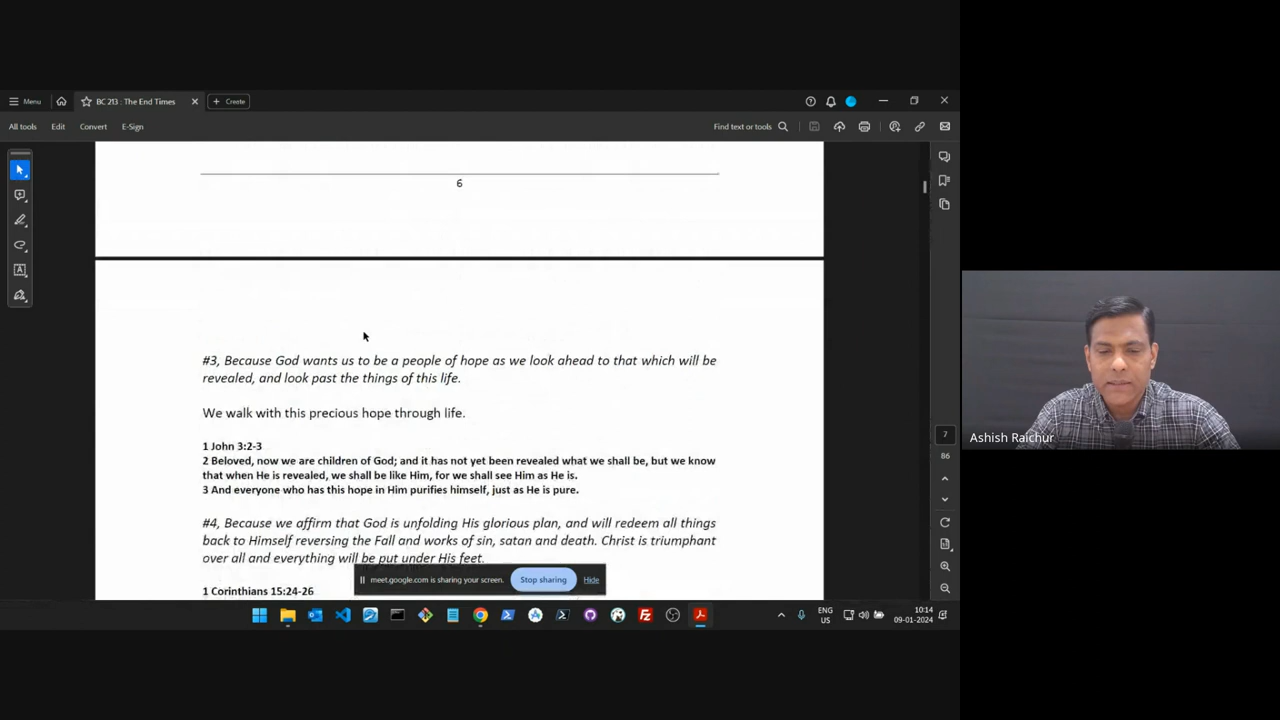 Menu
BC 213 : The End Times
Create
All tools
Edit
Convert
E-Sign
Find text or tools
6
#3, Because God wants us to be a people of hope as we look ahead to that which will be
revealed, and look past the things of this life.
We walk with this precious hope through life.
1 John 3:2-3
2 Beloved, now we are children of God; and it has not yet been revealed what we shall be, but we know
that when He is revealed, we shall be like Him, for we shall see Him as He is.
3 And everyone who has this hope in Him purifies himself, just as He is pure.
#4, Because we affirm that God is unfolding His glorious plan, and will redeem all things
back to Himself reversing the Fall and works of sin, satan and death. Christ is triumphant
over all and everything will be put under His feet.
1 Corinthians 15:24-26
7
86
meet.google.com is sharing your screen.
Stop sharing
Hide
ENG
US
10:14
09-01-2024
Ashish Raichur